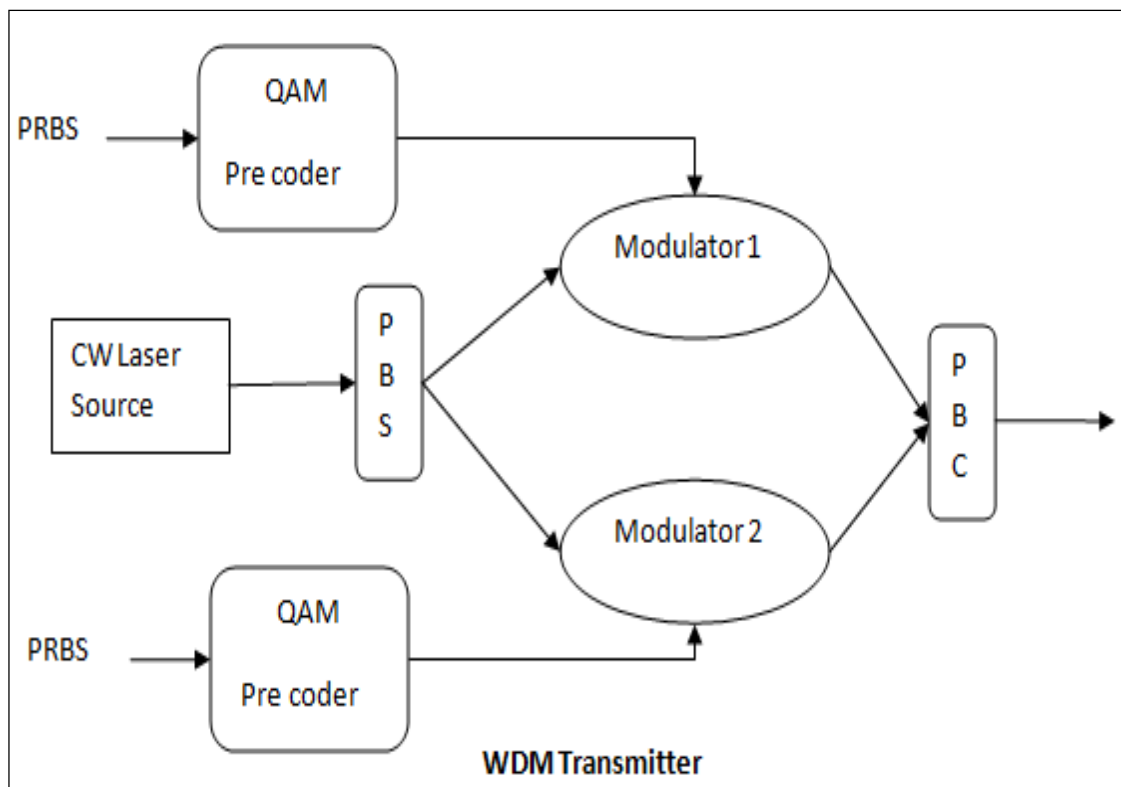 QAM
PRBS
Pre coder
Modulator 1
CW Laser
Source
P
B
S
P
B
C
Modulator 2
QAM
PRBS
Pre coder
WDM Transmitter